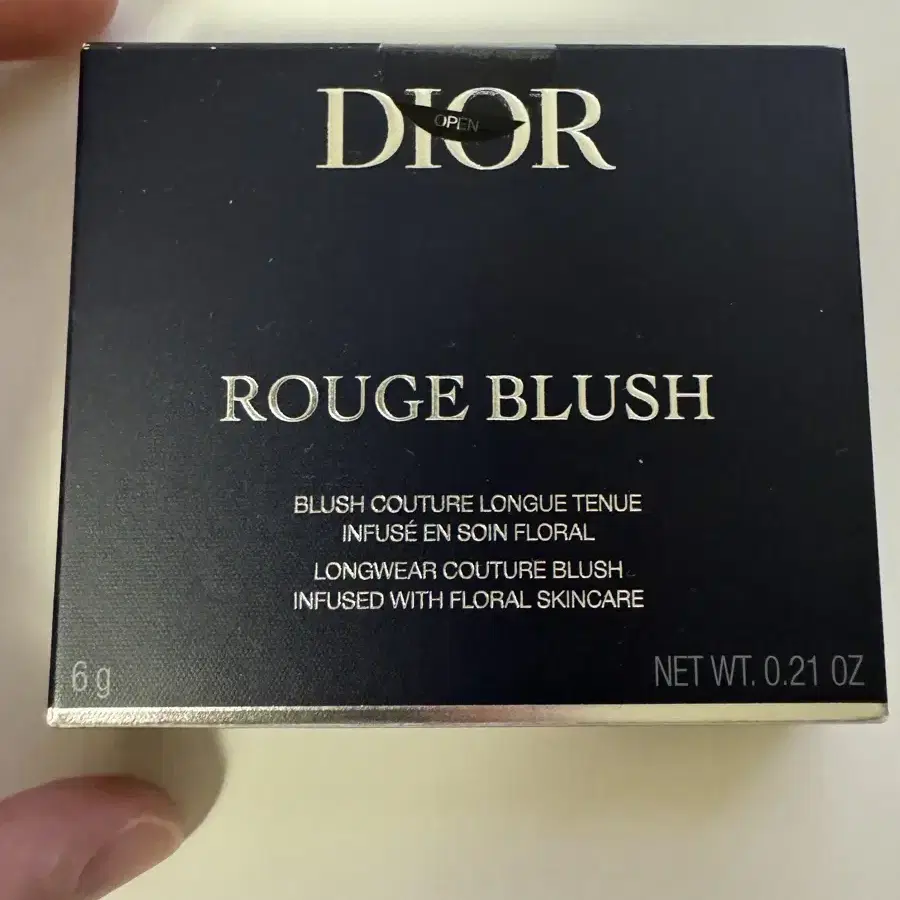 DIOR
OPEN
ROUGE BLUSH
BLUSH COUTURE LONGUE TENUE
INFUSÉ EN SOIN FLORAL
LONGWEAR COUTURE BLUSH
INFUSED WITH FLORAL SKINCARE
6 g NET WT. 0.21 OZ